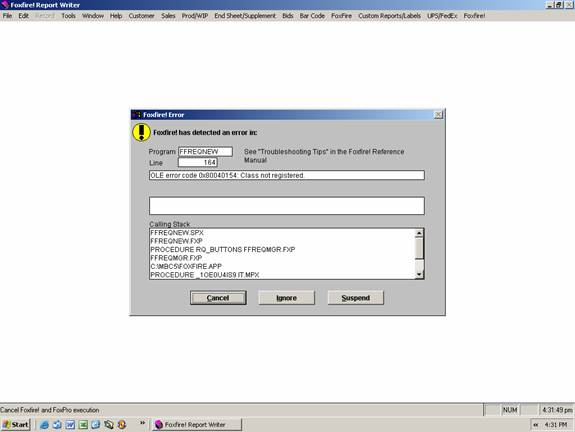 Foxfire! Report Writer
File Edit Record Tools Window Help Customer Sales Prod/WIP End Sheet/Supplement Bids Bar Code FoxFire Custom Reports/Labels UPS/FedEx Foxfire!
Foxfire! Error
Foxfire! has detected an error in:
Program FFREQNEW See "Troubleshooting Tips" in the Foxfire! Reference
Manual
Line 164
OLE error code 0x80040154: Class not registered.
Calling Stack
FFREQNEW.SPX
FFREQNEW.FXP
PROCEDURE RQ_BUTTONS FFREQMGR.FXP
FFREQMGR.FXP
C:\MBC5\FOXFIRE.APP
PROCEDURE _1OE0U4IS9 IT.MPX
Cancel Ignore Suspend
Cancel Foxfire! and FoxPro execution NUM 4:31:49 pm
Start » Foxfire! Report Writer « 4:31 PM